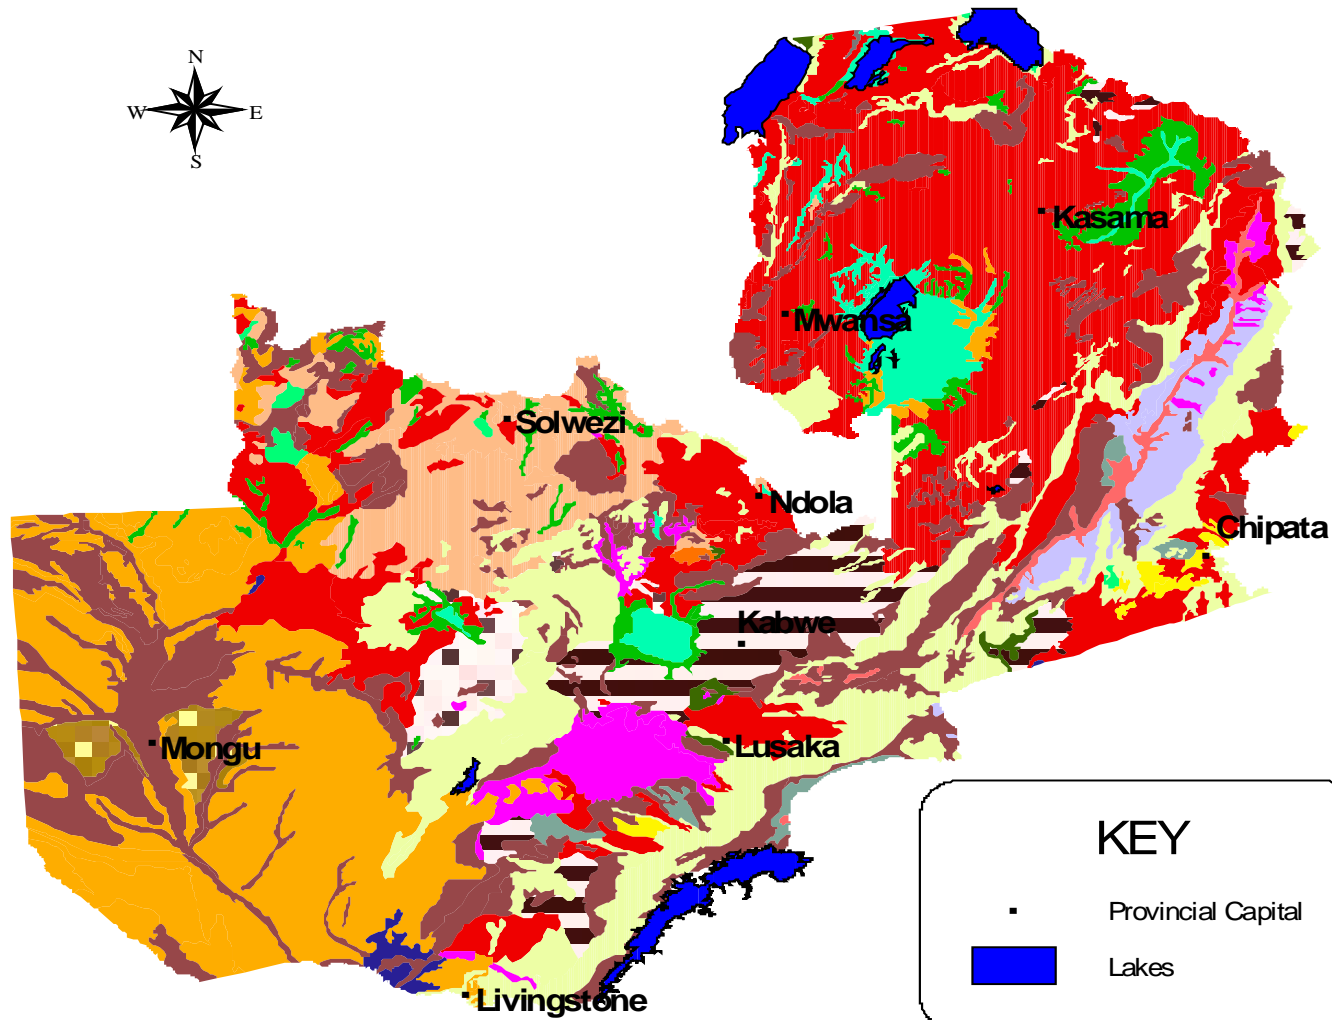 N
W
E
S
Kasama
Mwansa
Solwezi
Ndola
Chipata
Kabwe
Mongu
Lusaka
Livingstone
KEY
Provincial Capital
Lakes